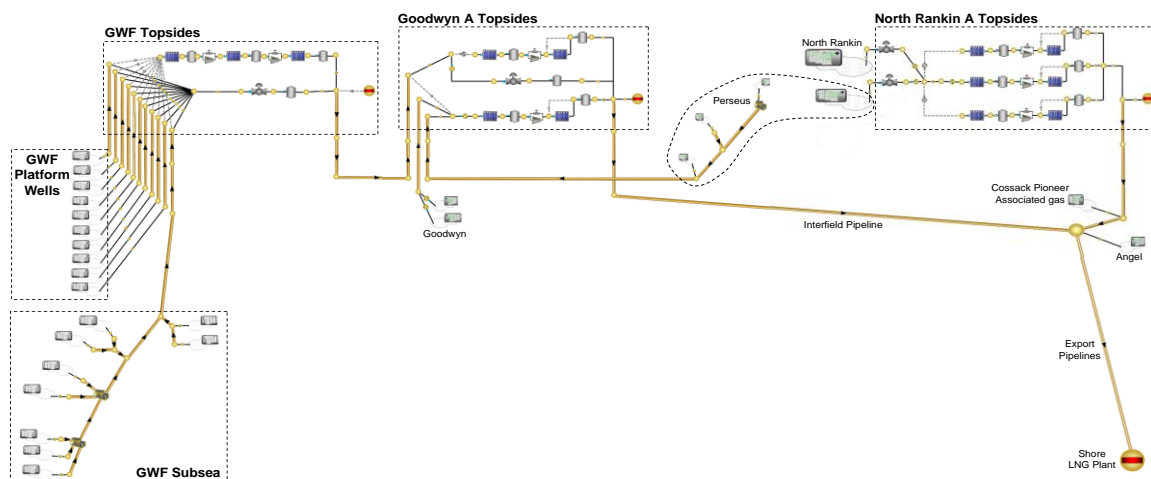 GWF Topsides
Goodwyn A Topsides
North Rankin A Topsides
North Rankin
Perseus
GWF
Platform
Wells
Goodwyn
Cossack Pioneer
Associated gas
Interfield Pipeline
Angel
Export
Pipelines
GWF Subsea
Shore
LNG Plant